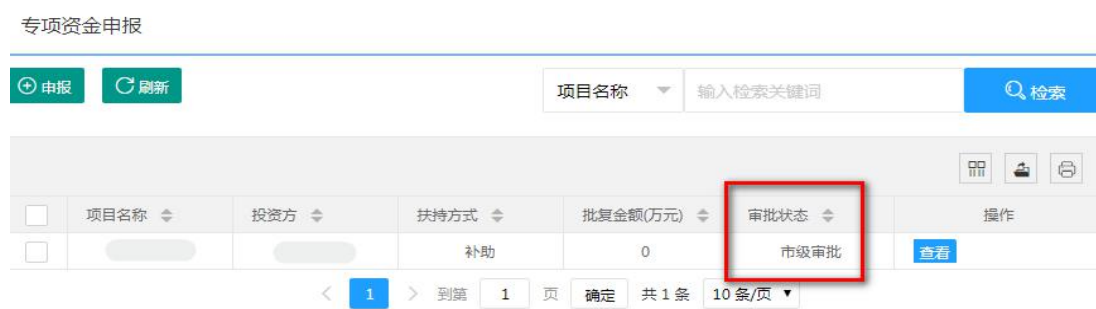 专项资金申报
申报 刷新 项目名称 输入检索关键词 检索
项目名称 投资方 扶持方式 批复金额(万元) 审批状态 操作
补助 0 市级审批 查看
1 到第 1 页 确定 共 1 条 10 条/页